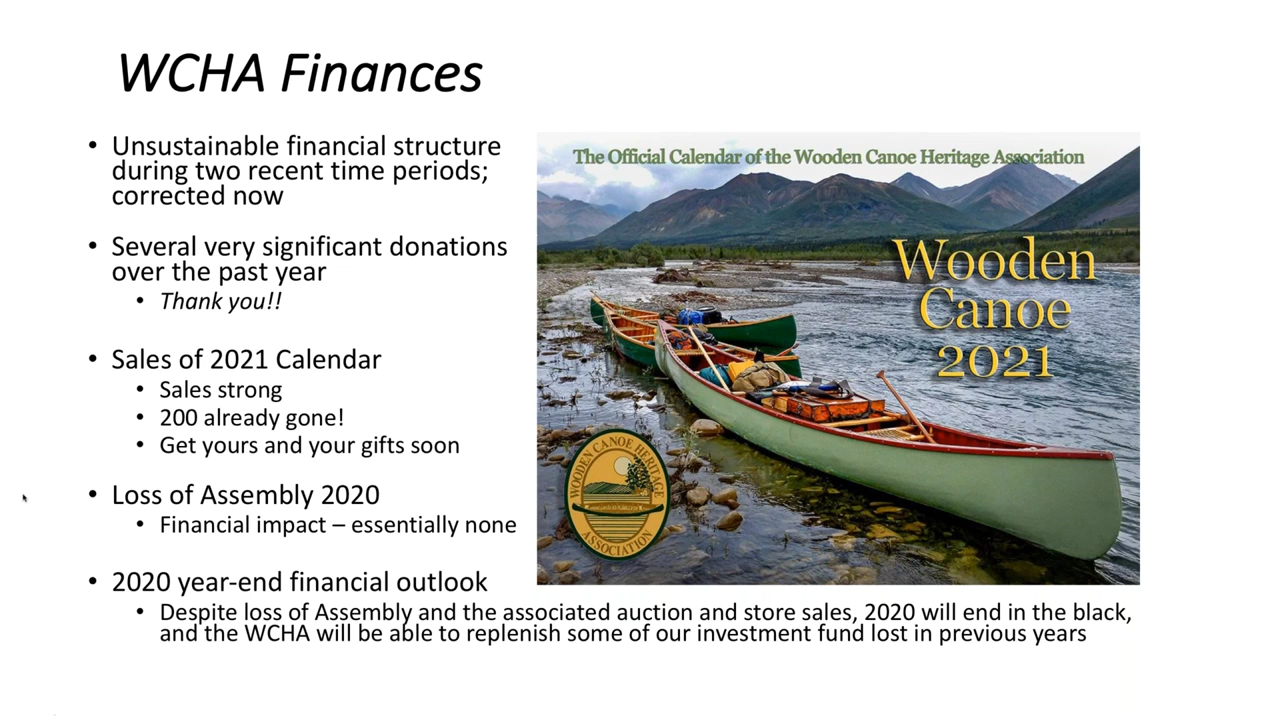 WCHA Finances
• Unsustainable financial structure
during two recent time periods;
corrected now
• Several very significant donations
over the past year
• Thank you!!
• Sales of 2021 Calendar
• Sales strong
• 200 already gone!
• Get yours and your gifts soon
• Loss of Assembly 2020
• Financial impact – essentially none
• 2020 year-end financial outlook
• Despite loss of Assembly and the associated auction and store sales, 2020 will end in the black,
and the WCHA will be able to replenish some of our investment fund lost in previous years
The Official Calendar of the Wooden Canoe Heritage Association
Wooden
Canoe
2021
WOODEN CANOE HERITAGE
ASSOCIATION